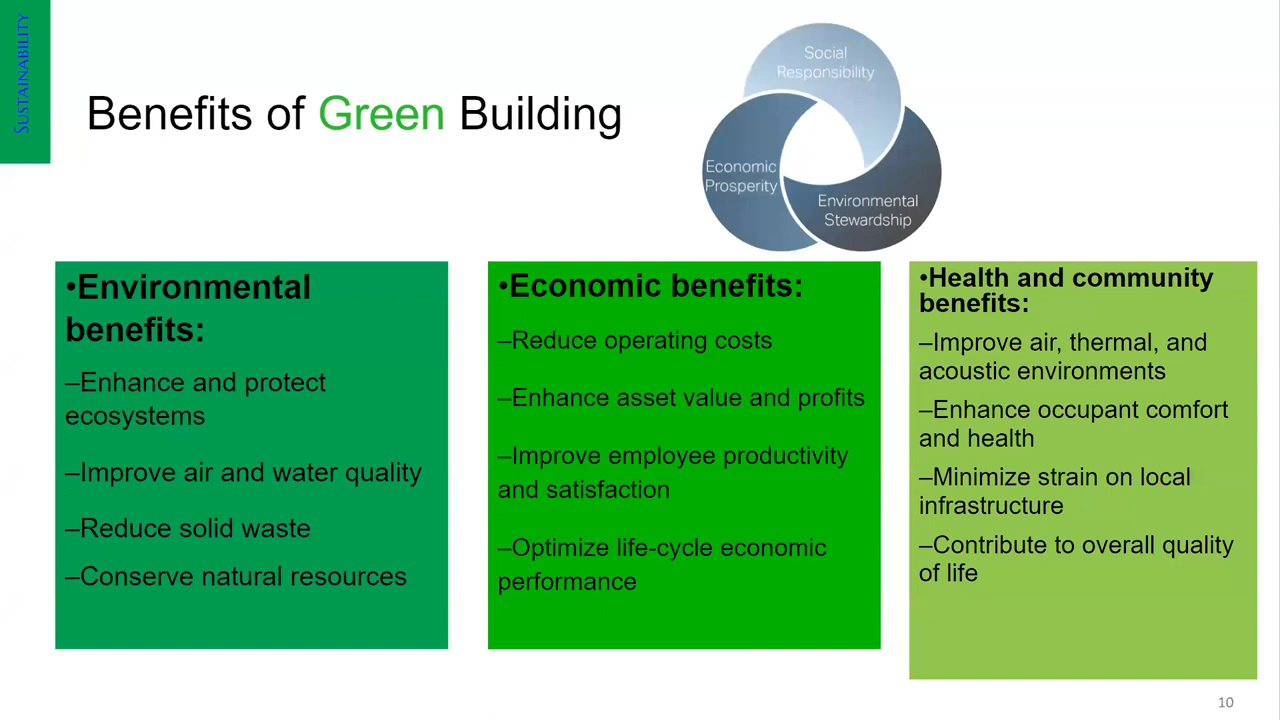 SUSTAINABILITY
Benefits of Green Building
Social
Responsibility
Economic
Prosperity
Environmental
Stewardship
•Environmental
benefits:
–Enhance and protect
ecosystems
–Improve air and water quality
–Reduce solid waste
–Conserve natural resources
•Economic benefits:
–Reduce operating costs
–Enhance asset value and profits
–Improve employee productivity
and satisfaction
–Optimize life-cycle economic
performance
•Health and community
benefits:
–Improve air, thermal, and
acoustic environments
–Enhance occupant comfort
and health
–Minimize strain on local
infrastructure
–Contribute to overall quality
of life
10